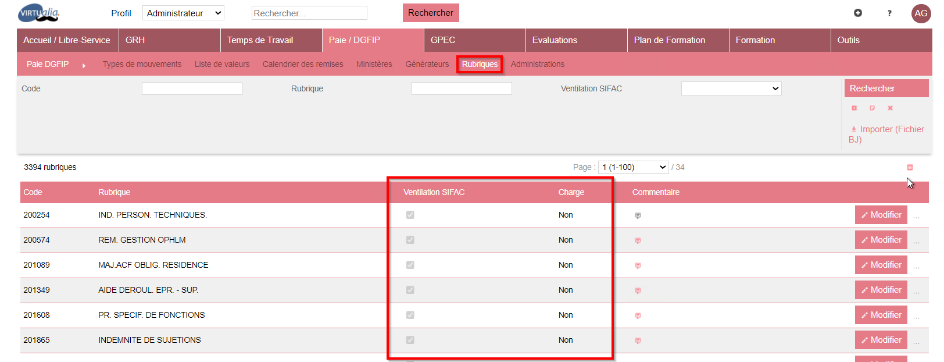 VIRTUalia Profil Administrateur Rechercher... Rechercher ? AG
Accueil / Libre-Service GRH Temps de Travail Paie / DGFIP GPEC Evaluations Plan de Formation Formation Outils
Paie DGFIP Types de mouvements Liste de valeurs Calendrier des remises Ministères Générateurs Rubriques Administrations
Code Rubrique Ventilation SIFAC Rechercher
Importer (Fichier
BJ)
3394 rubriques Page : 1 (1-100) / 34
Code Rubrique Ventilation SIFAC Charge Commentaire
200254 IND. PERSON. TECHNIQUES. Non Modifier ...
200574 REM. GESTION OPHLM Non Modifier ...
201089 MAJ.ACF OBLIG. RESIDENCE Non Modifier ...
201349 AIDE DEROUL. EPR. - SUP. Non Modifier ...
201608 PR. SPECIF. DE FONCTIONS Non Modifier ...
201865 INDEMNITE DE SUJETIONS Non Modifier ...